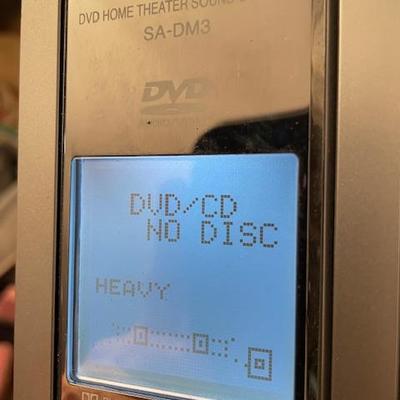 DVD HOME THEATER SOUND
SA-DM3
DVD
DVD/CD
NO DISC
HEAVY